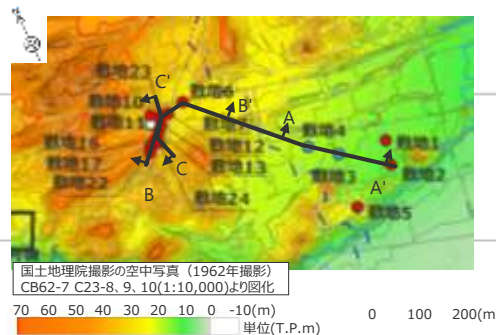 敷地23
C'
敷地6
敷地10
B'
敷地11
A
敷地4
敷地1
敷地16
敷地12
敷地17
敷地13
敷地3
敷地2
敷地22
C
B
敷地24
A'
敷地5
国土地理院撮影の空中写真（1962年撮影）
CB62-7 C23-8、9、10(1:10,000)より図化
70 60 50 40 30 20 10 0 -10(m)
単位(T.P.m)
0 100 200(m